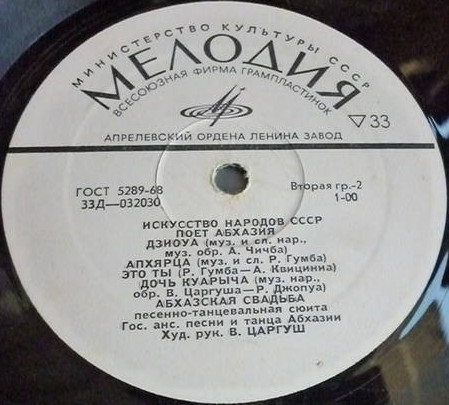 МИНИСТЕРСТВО КУЛЬТУРЫ СССР
МЕЛОДИЯ
ВСЕСОЮЗНАЯ ФИРМА ГРАМПЛАСТИНОК
▽33
АПРЕЛЕВСКИЙ ОРДЕНА ЛЕНИНА ЗАВОД
ГОСТ 5289-68 Вторая гр.-2
33Д—032030 1-00
ИСКУССТВО НАРОДОВ СССР
ПОЕТ АБХАЗИЯ
ДЗИОУА (муз. и сл. нар.,
муз. обр. А. Чичба)
АПХЯРЦА (муз. и сл. Р. Гумба)
ЭТО ТЫ (Р. Гумба—А. Квициниа)
ДОЧЬ КУАРЫЧА (муз. нар.,
обр. В. Царгуша—Р. Джопуа)
АБХАЗСКАЯ СВАДЬБА
песенно-танцевальная сюита
Гос. анс. песни и танца Абхазии
Худ. рук. В. ЦАРГУШ